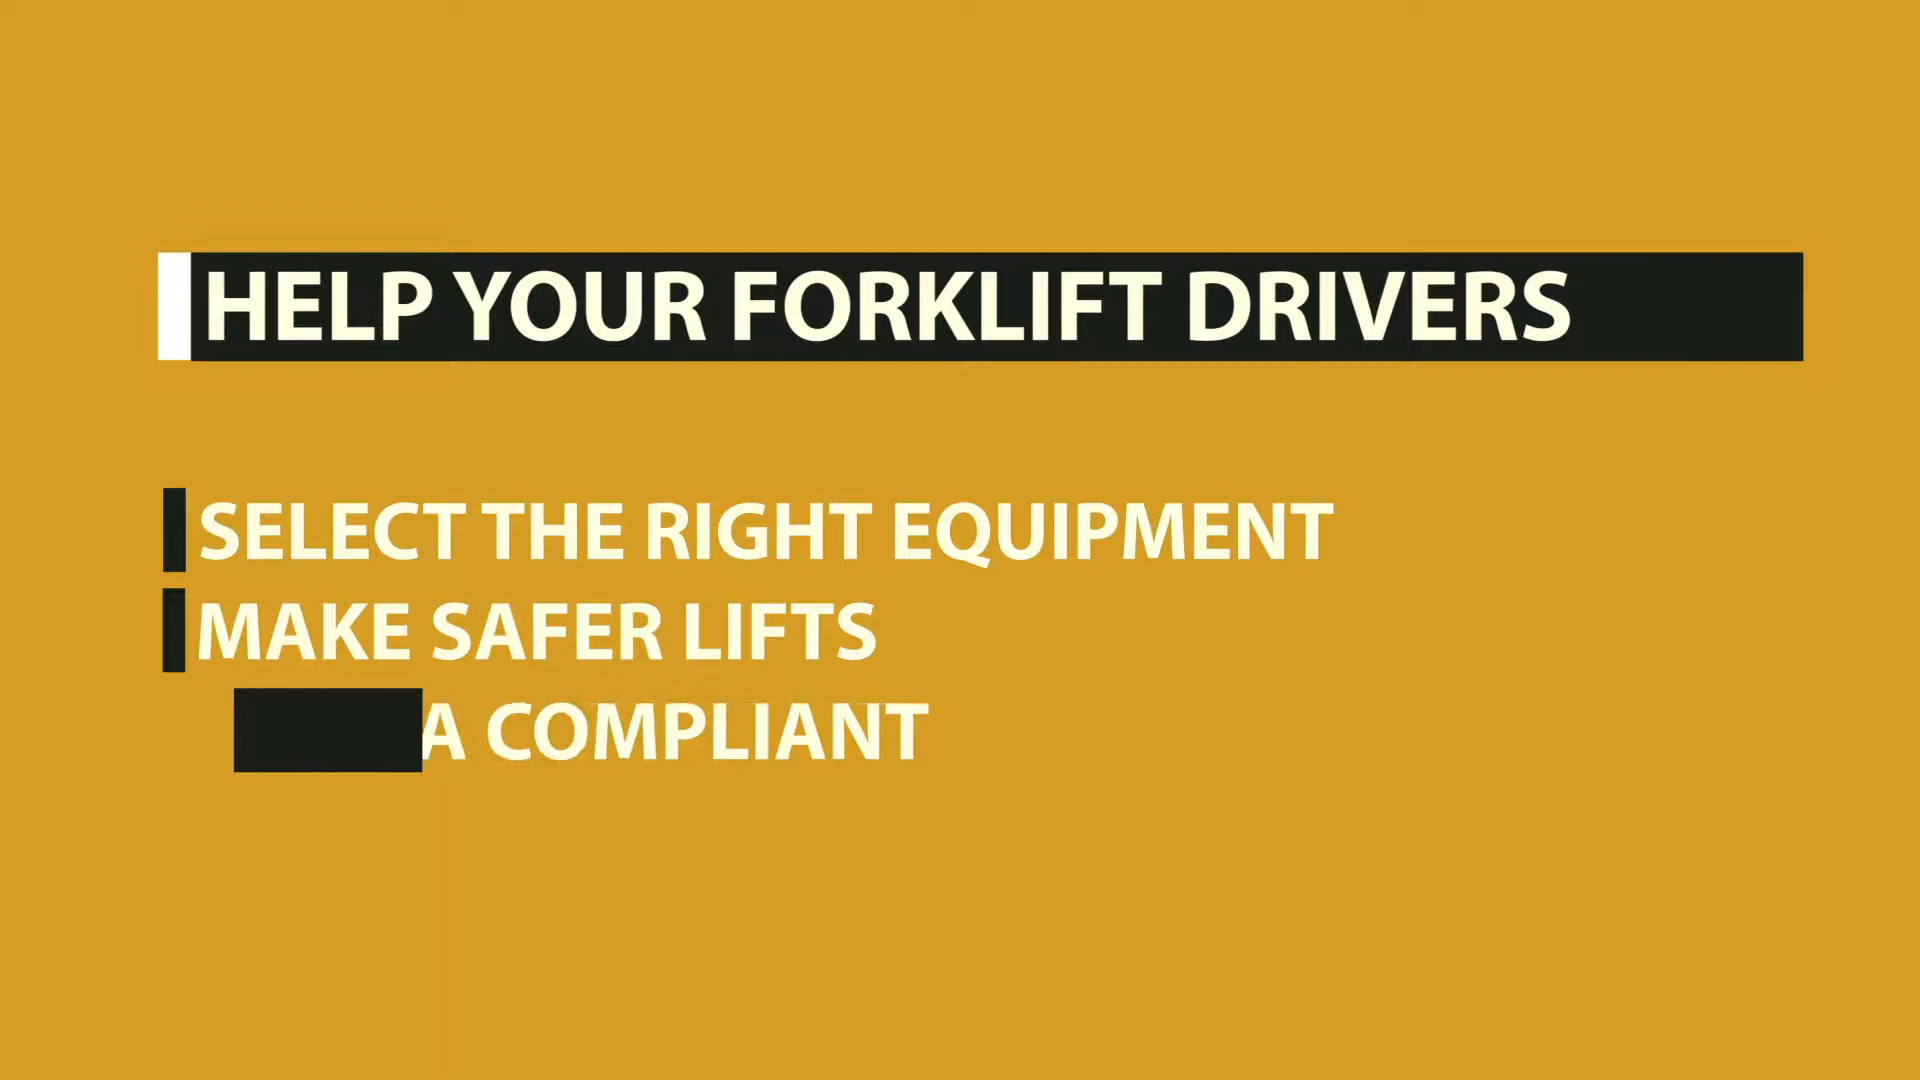 HELP YOUR FORKLIFT DRIVERS
SELECT THE RIGHT EQUIPMENT
MAKE SAFER LIFTS
COMPLIANT